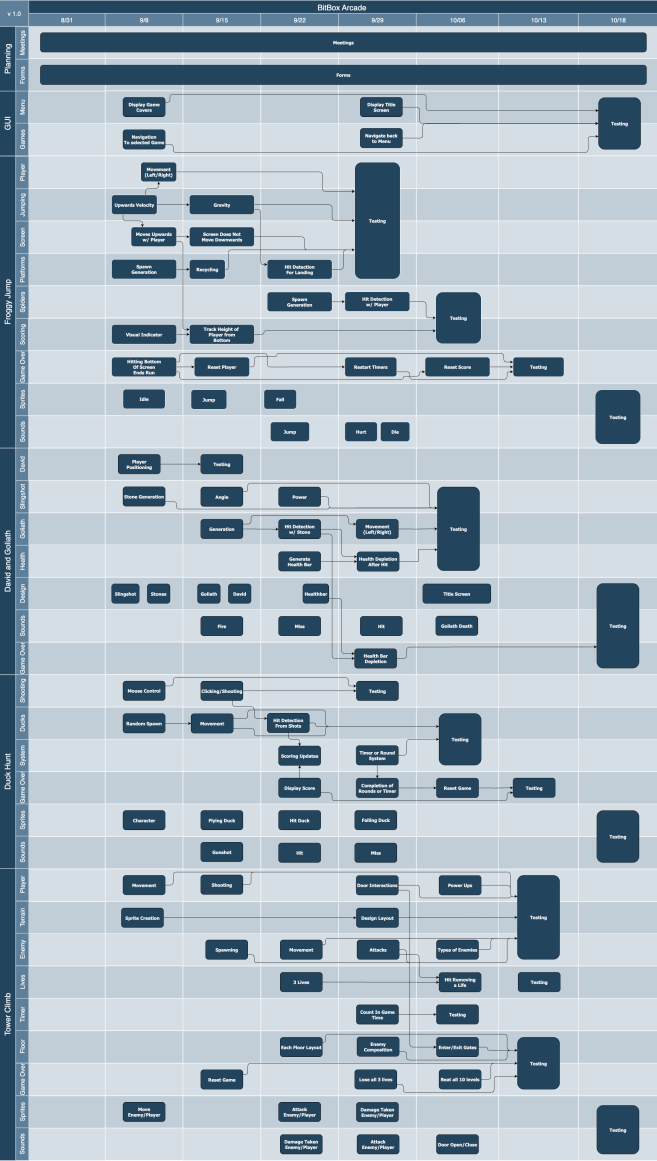 BitBox Arcade
v 1.0
8/31
9/8
9/15
9/22
9/29
10/06
10/13
10/18
Planning
Meetings
Meetings
Forms
Forms
GUI
Menu
Display Game
Covers
Display Title
Screen
Testing
Games
Navigation
To selected Game
Navigate back
to Menu
Froggy Jump
Player
Movement
(Left/Right)
Testing
Jumping
Upwards Velocity
Gravity
Screen
Moves Upwards
w/ Player
Screen Does Not
Move Downwards
Platforms
Spawn
Generation
Recycling
Hit Detection
For Landing
Spiders
Spawn
Generation
Hit Detection
w/ Player
Testing
Scoring
Visual Indicator
Track Height of
Player from
Bottom
Game Over
Hitting Bottom
Of Screen
Ends Run
Reset Player
Restart Timers
Reset Score
Testing
Sprites
Idle
Jump
Fall
Testing
Sounds
Jump
Hurt
Die
David and Goliath
David
Player
Positioning
Testing
Slingshot
Stone Generation
Angle
Power
Testing
Goliath
Generation
Hit Detection
w/ Stone
Movement
(Left/Right)
Health
Generate
Health Bar
Health Depletion
After Hit
Design
Slingshot
Stones
Goliath
David
Healthbar
Title Screen
Testing
Sounds
Fire
Miss
Hit
Goliath Death
Game Over
Health Bar
Depletion
Duck Hunt
Shooting
Mouse Control
Clicking/Shooting
Testing
Ducks
Random Spawn
Movement
Hit Detection
From Shots
Testing
System
Scoring Updates
Timer or Round
System
Game Over
Display Score
Completion of
Rounds or Timer
Reset Game
Testing
Sprites
Character
Flying Duck
Hit Duck
Falling Duck
Testing
Sounds
Gunshot
Hit
Miss
Tower Climb
Player
Movement
Shooting
Door Interactions
Power Ups
Testing
Terrain
Sprite Creation
Design Layout
Enemy
Spawning
Movement
Attacks
Types of Enemies
Lives
3 Lives
Hit Removing
a Life
Testing
Timer
Count In Game
Time
Testing
Floor
Each Floor Layout
Enemy
Composition
Enter/Exit Gates
Testing
Game Over
Reset Game
Lose all 3 lives
Beat all 10 levels
Sprites
Move
Enemy/Player
Attack
Enemy/Player
Damage Taken
Enemy/Player
Testing
Sounds
Damage Taken
Enemy/Player
Attack
Enemy/Player
Door Open/Close